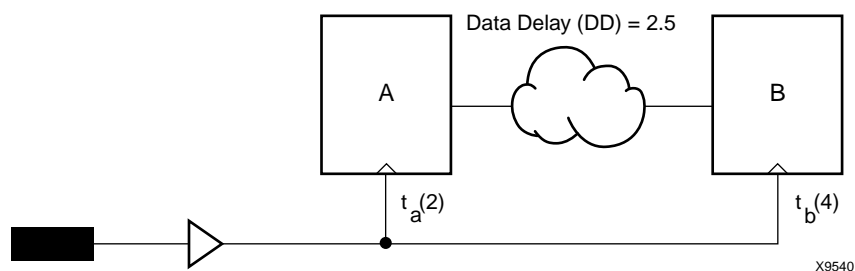 Data Delay (DD) = 2.5
A
B
t_a(2)
t_b(4)
X9540